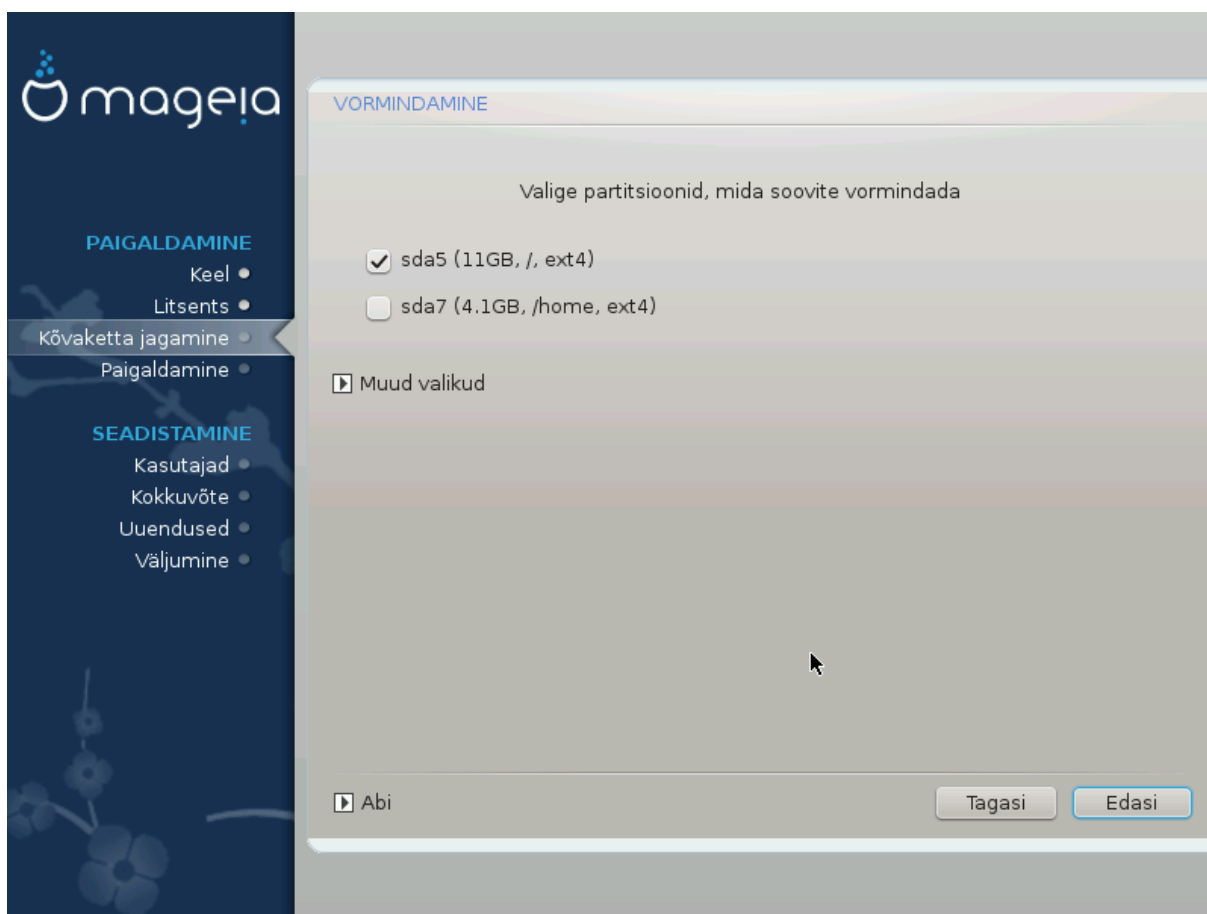 mageia
PAIGALDAMINE
Keel
Litsents
Kõvaketta jagamine
Paigaldamine
SEADISTAMINE
Kasutajad
Kokkuvõte
Uuendused
Väljumine
VORMINDAMINE
Valige partitsioonid, mida soovite vormindada
sda5 (11GB, /, ext4)
sda7 (4.1GB, /home, ext4)
Muud valikud
Abi
Tagasi
Edasi